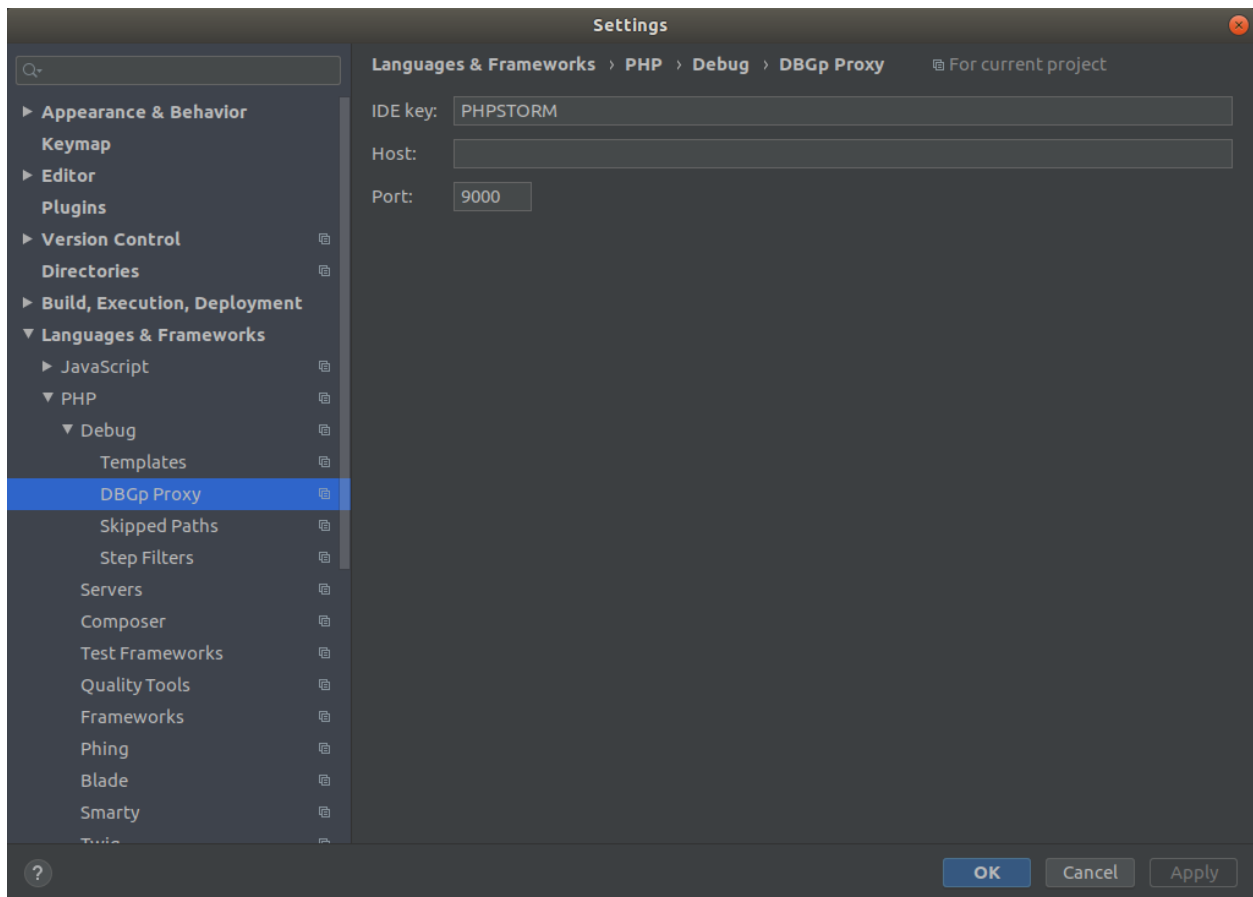 Settings
Languages & Frameworks › PHP › Debug › DBGp Proxy For current project
Appearance & Behavior
Keymap
Editor
Plugins
Version Control
Directories
Build, Execution, Deployment
Languages & Frameworks
JavaScript
PHP
Debug
Templates
DBGp Proxy
Skipped Paths
Step Filters
Servers
Composer
Test Frameworks
Quality Tools
Frameworks
Phing
Blade
Smarty
Twig
IDE key: PHPSTORM
Host:
Port: 9000
? OK Cancel Apply